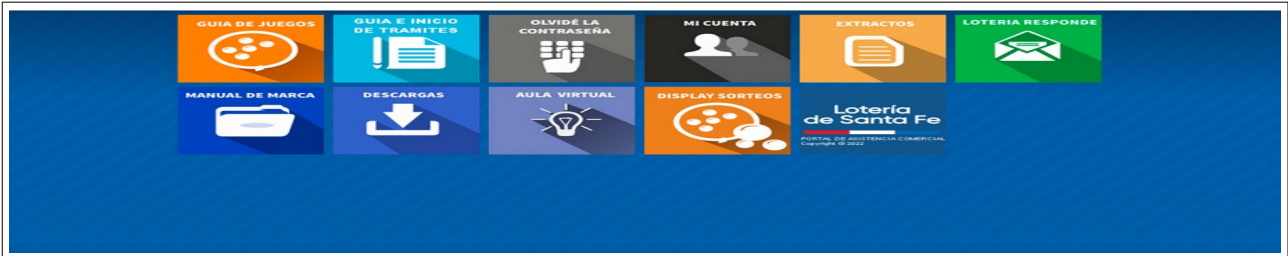 GUIA DE JUEGOS
GUIA E INICIO
DE TRAMITES
OLVIDÉ LA
CONTRASEÑA
MI CUENTA
EXTRACTOS
LOTERIA RESPONDE
MANUAL DE MARCA
DESCARGAS
AULA VIRTUAL
DISPLAY SORTEOS
Lotería
de Santa Fe
PORTAL DE ASISTENCIA COMERCIAL
Copyright © 2022